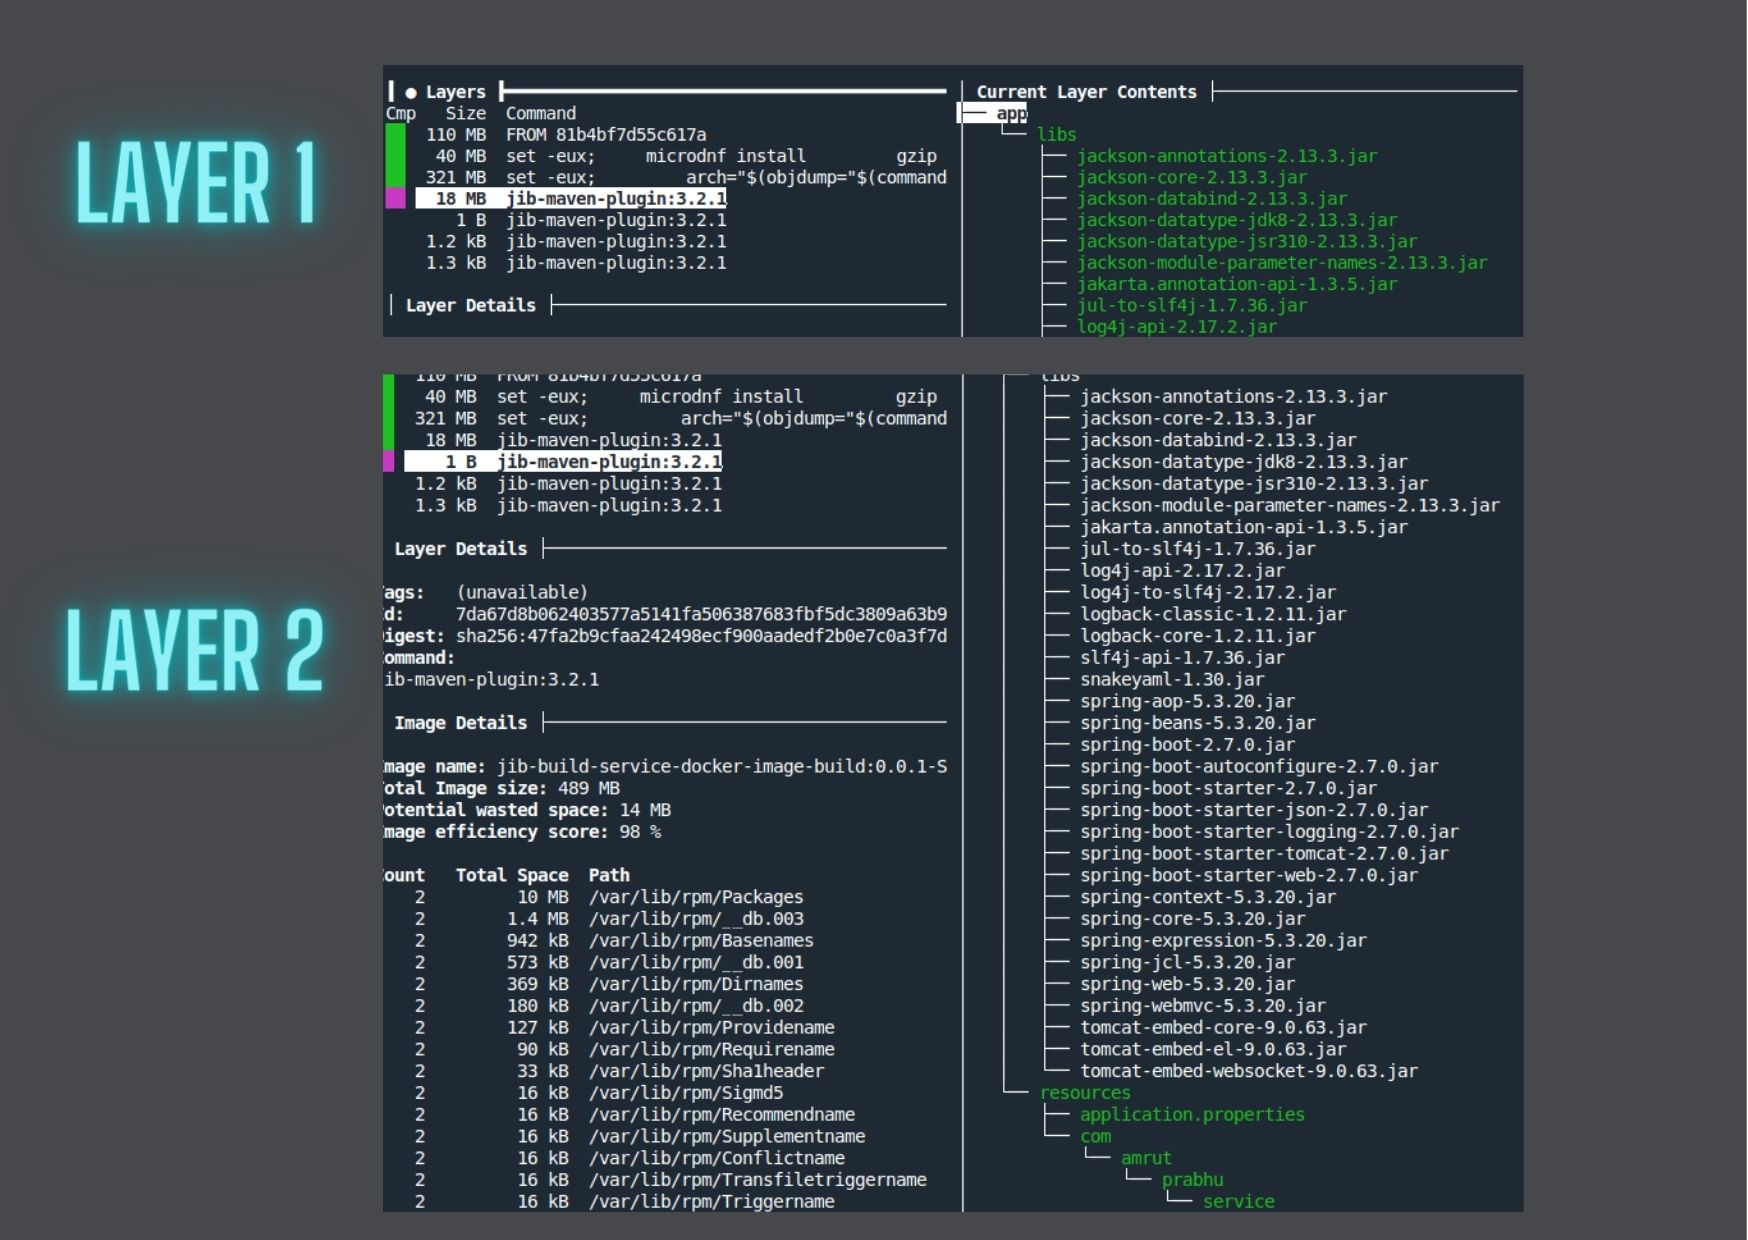 LAYER 1
● Layers
Cmp Size Command
110 MB FROM 81b4bf7d55c617a
40 MB set -eux; microdnf install gzip
321 MB set -eux; arch="$(objdump="$(command
18 MB jib-maven-plugin:3.2.1
1 B jib-maven-plugin:3.2.1
1.2 kB jib-maven-plugin:3.2.1
1.3 kB jib-maven-plugin:3.2.1
Layer Details
Current Layer Contents
app
libs
jackson-annotations-2.13.3.jar
jackson-core-2.13.3.jar
jackson-databind-2.13.3.jar
jackson-datatype-jdk8-2.13.3.jar
jackson-datatype-jsr310-2.13.3.jar
jackson-module-parameter-names-2.13.3.jar
jakarta.annotation-api-1.3.5.jar
jul-to-slf4j-1.7.36.jar
log4j-api-2.17.2.jar
LAYER 2
110 MB FROM 81b4bf7d55c617a
40 MB set -eux; microdnf install gzip
321 MB set -eux; arch="$(objdump="$(command
18 MB jib-maven-plugin:3.2.1
1 B jib-maven-plugin:3.2.1
1.2 kB jib-maven-plugin:3.2.1
1.3 kB jib-maven-plugin:3.2.1
Layer Details
ags: (unavailable)
d: 7da67d8b062403577a5141fa506387683fbf5dc3809a63b9
igest: sha256:47fa2b9cfaa242498ecf900aadedf2b0e7c0a3f7d
ommand:
ib-maven-plugin:3.2.1
Image Details
mage name: jib-build-service-docker-image-build:0.0.1-S
otal Image size: 489 MB
otential wasted space: 14 MB
mage efficiency score: 98 %
ount Total Space Path
2 10 MB /var/lib/rpm/Packages
2 1.4 MB /var/lib/rpm/__db.003
2 942 kB /var/lib/rpm/Basenames
2 573 kB /var/lib/rpm/__db.001
2 369 kB /var/lib/rpm/Dirnames
2 180 kB /var/lib/rpm/__db.002
2 127 kB /var/lib/rpm/Providename
2 90 kB /var/lib/rpm/Requirename
2 33 kB /var/lib/rpm/Sha1header
2 16 kB /var/lib/rpm/Sigmd5
2 16 kB /var/lib/rpm/Recommendname
2 16 kB /var/lib/rpm/Supplementname
2 16 kB /var/lib/rpm/Conflictname
2 16 kB /var/lib/rpm/Transfiletriggername
2 16 kB /var/lib/rpm/Triggername
libs
jackson-annotations-2.13.3.jar
jackson-core-2.13.3.jar
jackson-databind-2.13.3.jar
jackson-datatype-jdk8-2.13.3.jar
jackson-datatype-jsr310-2.13.3.jar
jackson-module-parameter-names-2.13.3.jar
jakarta.annotation-api-1.3.5.jar
jul-to-slf4j-1.7.36.jar
log4j-api-2.17.2.jar
log4j-to-slf4j-2.17.2.jar
logback-classic-1.2.11.jar
logback-core-1.2.11.jar
slf4j-api-1.7.36.jar
snakeyaml-1.30.jar
spring-aop-5.3.20.jar
spring-beans-5.3.20.jar
spring-boot-2.7.0.jar
spring-boot-autoconfigure-2.7.0.jar
spring-boot-starter-2.7.0.jar
spring-boot-starter-json-2.7.0.jar
spring-boot-starter-logging-2.7.0.jar
spring-boot-starter-tomcat-2.7.0.jar
spring-boot-starter-web-2.7.0.jar
spring-context-5.3.20.jar
spring-core-5.3.20.jar
spring-expression-5.3.20.jar
spring-jcl-5.3.20.jar
spring-web-5.3.20.jar
spring-webmvc-5.3.20.jar
tomcat-embed-core-9.0.63.jar
tomcat-embed-el-9.0.63.jar
tomcat-embed-websocket-9.0.63.jar
resources
application.properties
com
amrut
prabhu
service